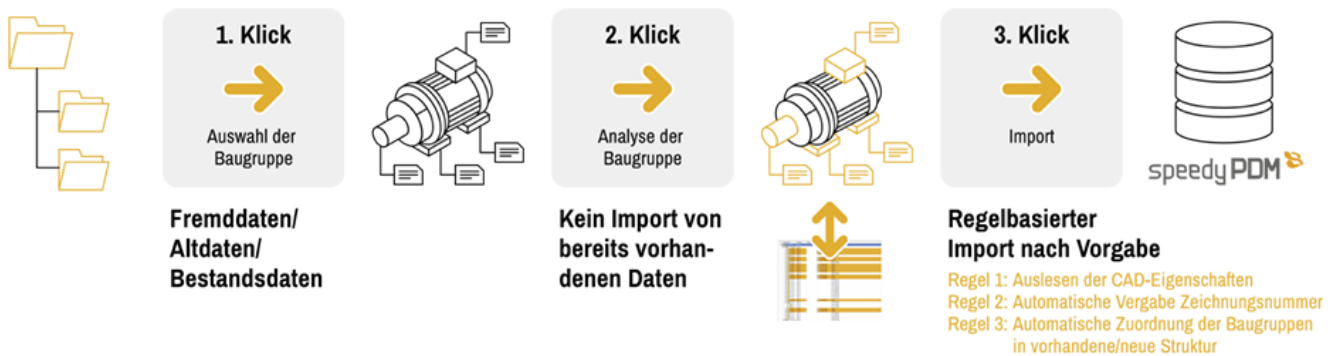 1. Klick
Auswahl der
Baugruppe
Fremddaten/
Altdaten/
Bestandsdaten
2. Klick
Analyse der
Baugruppe
Kein Import von
bereits vorhan-
denen Daten
3. Klick
Import
speedyPDM
Regelbasierter
Import nach Vorgabe
Regel 1: Auslesen der CAD-Eigenschaften
Regel 2: Automatische Vergabe Zeichnungsnummer
Regel 3: Automatische Zuordnung der Baugruppen
in vorhandene/neue Struktur